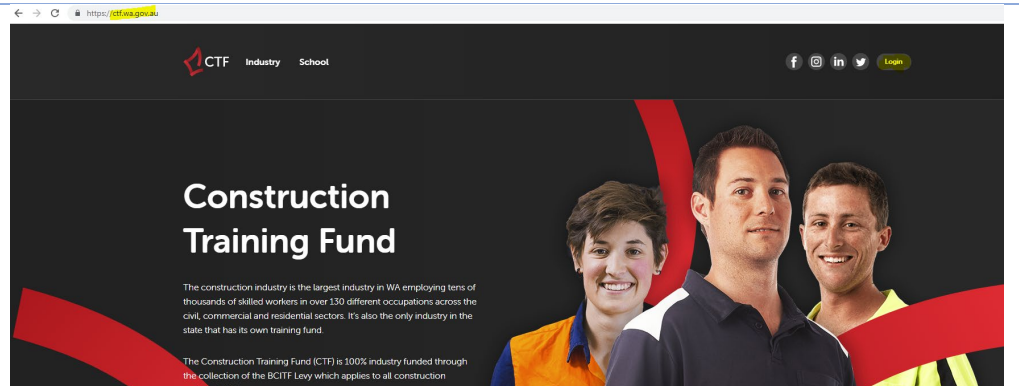 https://ctf.wa.gov.au
CTF Industry School
f in Login
Construction
Training Fund
The construction industry is the largest industry in WA employing tens of
thousands of skilled workers in over 130 different occupations across the
civil, commercial and residential sectors. It's also the only industry in the
state that has its own training fund.
The Construction Training Fund (CTF) is 100% industry funded through
the collection of the BCITF Levy which applies to all construction